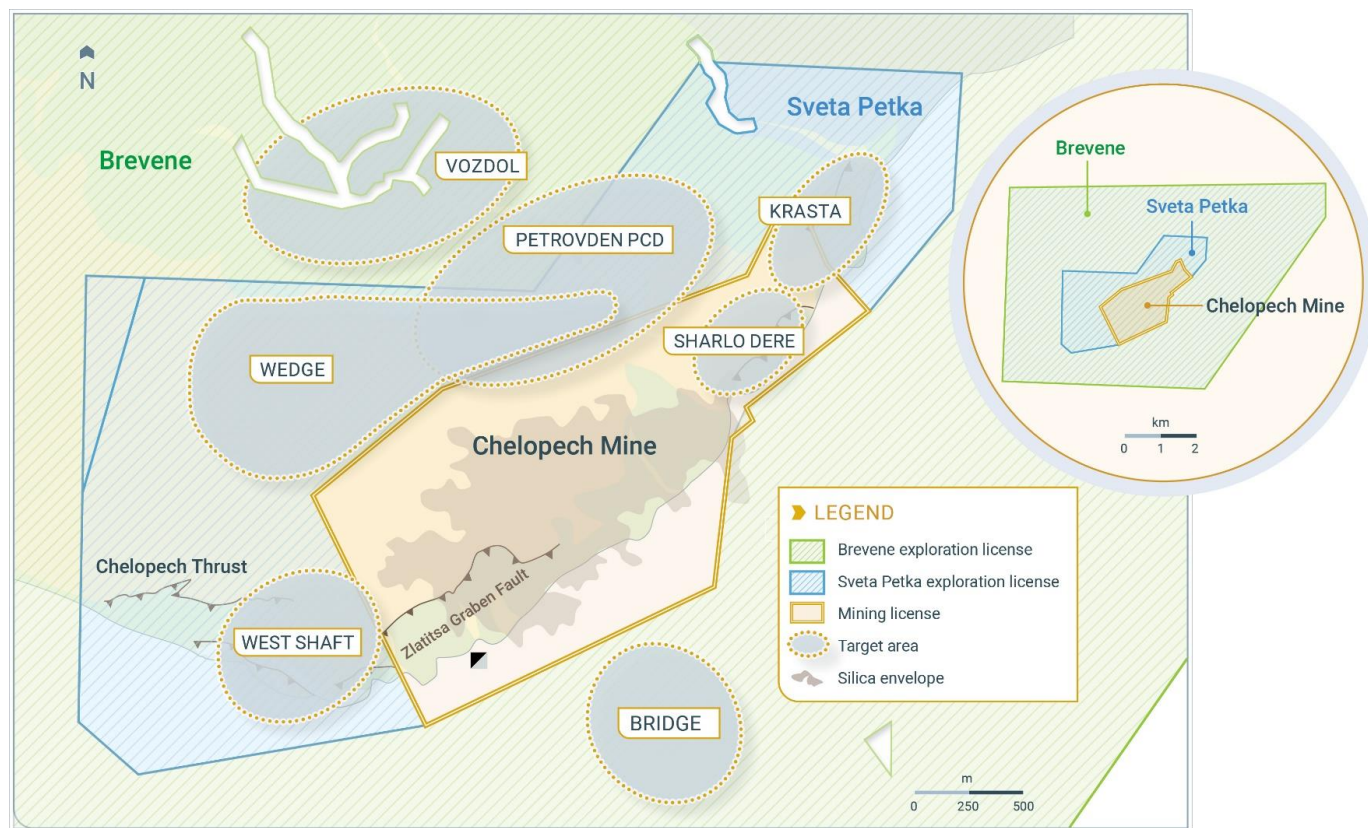 N
Brevene
VOZDOL
Sveta Petka
KRASTA
PETROVDEN PCD
SHARLO DERE
WEDGE
Chelopech Mine
Chelopech Thrust
Zlatitsa Graben Fault
WEST SHAFT
BRIDGE
Brevene
Sveta Petka
Chelopech Mine
km
0 1 2
LEGEND
Brevene exploration license
Sveta Petka exploration license
Mining license
Target area
Silica envelope
m
0 250 500